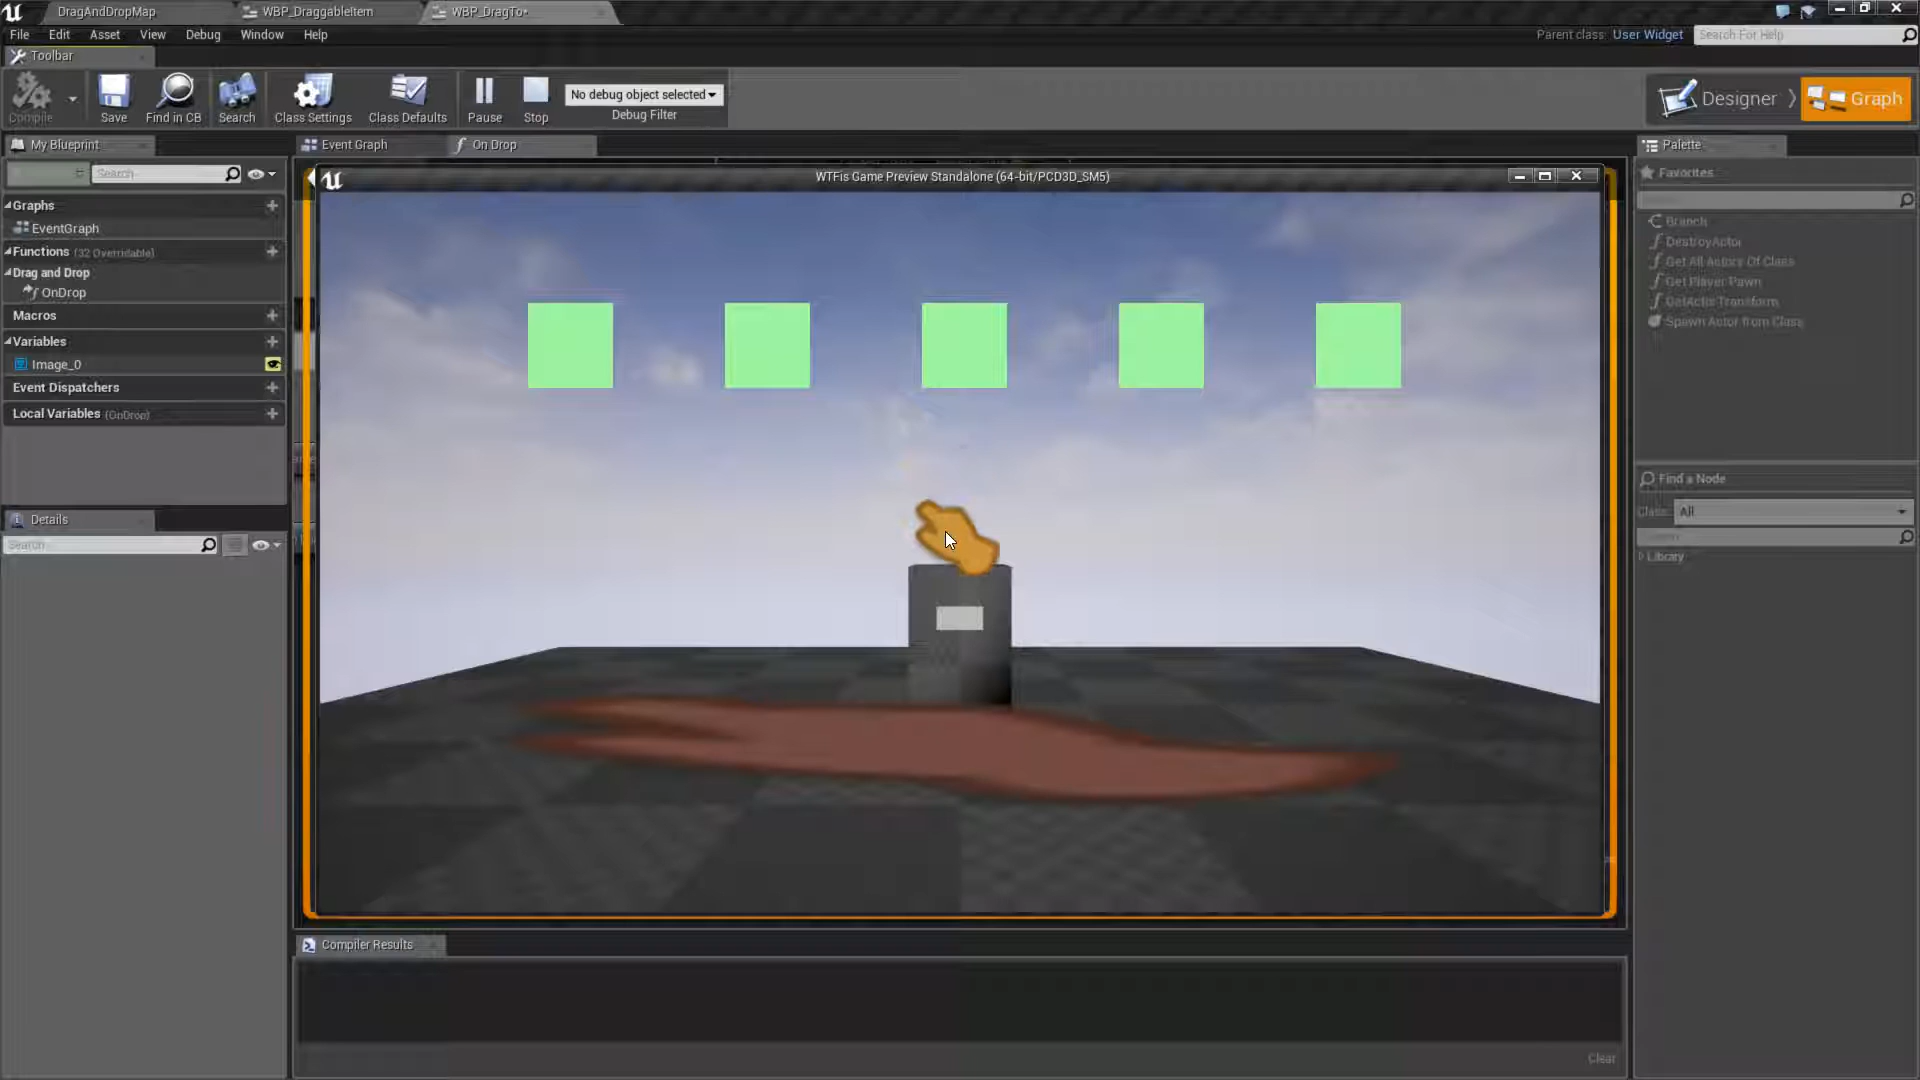 DragAndDropMap
WBP_DraggableItem
WBP_DragTo*
File Edit Asset View Debug Window Help
Parent class: User Widget
Search For Help
Toolbar
Compile
Save
Find in CB
Search
Class Settings
Class Defaults
Pause
Stop
No debug object selected
Debug Filter
Designer
Graph
My Blueprint
Event Graph
On Drop
Palette
Search
WTFis Game Preview Standalone (64-bit/PCD3D_SM5)
Favorites
Graphs
EventGraph
Functions (32 Overridable)
Drag and Drop
OnDrop
Macros
Variables
Image_0
Event Dispatchers
Local Variables (OnDrop)
Branch
DestroyActor
Get All Actors Of Class
Get Player Pawn
GetActorTransform
Spawn Actor from Class
Find a Node
Class: All
Library
Details
Search
Compiler Results
Clear